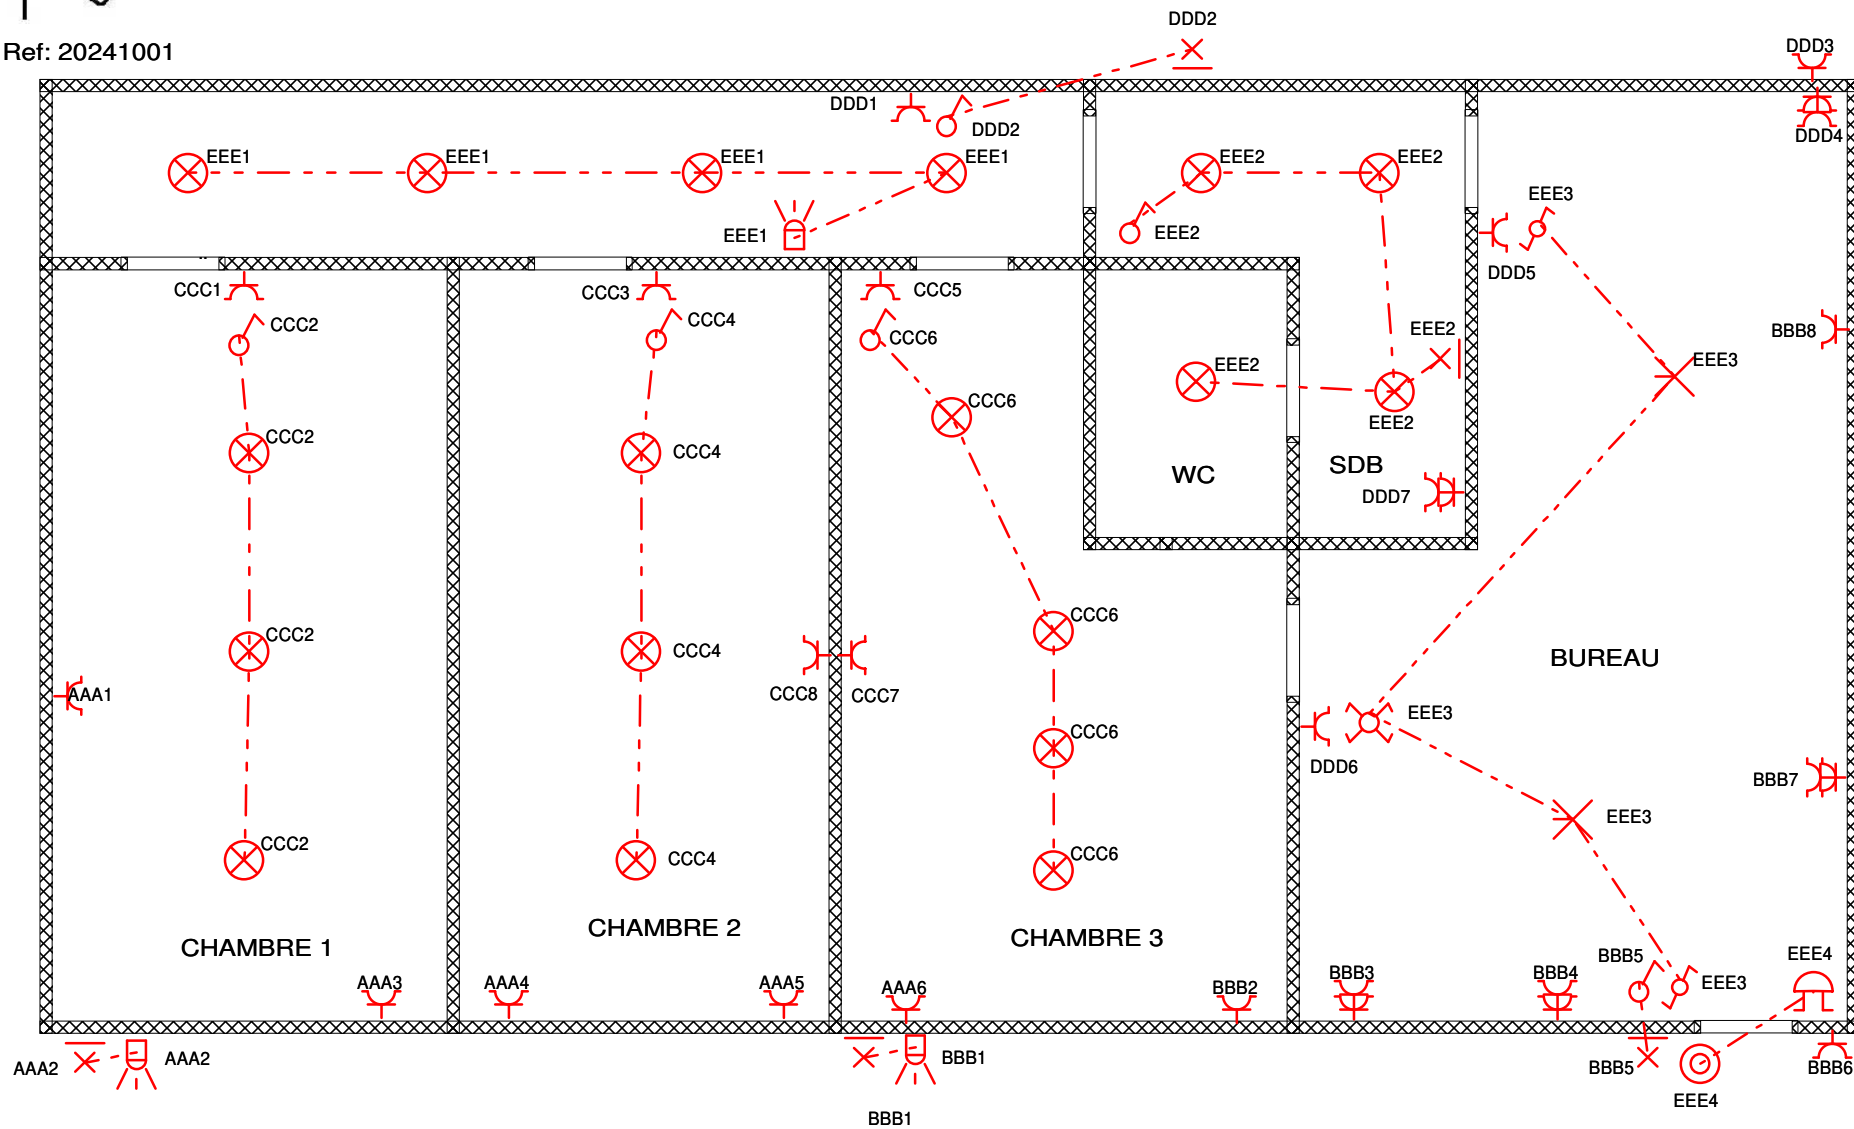 DDD2
Ref: 20241001
DDD3
DDD1
DDD2
DDD4
EEE1
EEE1
EEE1
EEE1
EEE2
EEE2
EEE3
EEE1
EEE2
DDD5
CCC1
CCC3
CCC5
CCC2
CCC4
CCC6
EEE2
BBB8
EEE2
EEE3
CCC6
EEE2
CCC2
CCC4
WC
SDB
DDD7
CCC6
CCC2
CCC4
BUREAU
AAA1
CCC8
CCC7
EEE3
CCC6
DDD6
BBB7
EEE3
CCC2
CCC4
CCC6
CHAMBRE 1
CHAMBRE 2
CHAMBRE 3
BBB5
EEE4
AAA3
AAA4
AAA5
AAA6
BBB2
BBB3
BBB4
EEE3
AAA2
AAA2
BBB1
BBB5
BBB6
EEE4
BBB1